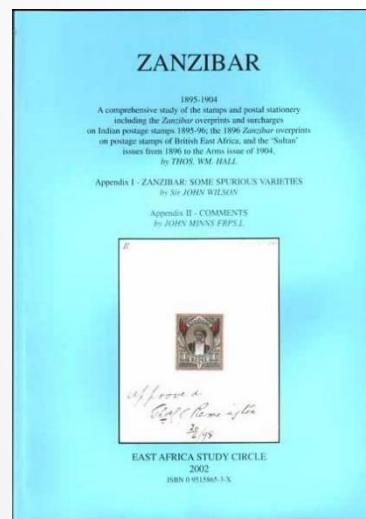 ZANZIBAR
1895-1904
A comprehensive study of the stamps and postal stationery
including the Zanzibar overprints and surcharges
on Indian postage stamps 1895-96; the 1896 Zanzibar overprints
on postage stamps of British East Africa, and the 'Sultan'
issues from 1896 to the Arms issue of 1904.
by THOS. WM. HALL
Appendix I - ZANZIBAR: SOME SPURIOUS VARIETIES
by Sir JOHN WILSON
Appendix II - COMMENTS
by JOHN MINNS FRPS.L
approved
Remington
EAST AFRICA STUDY CIRCLE
2002
ISBN 0 9515865-3-X